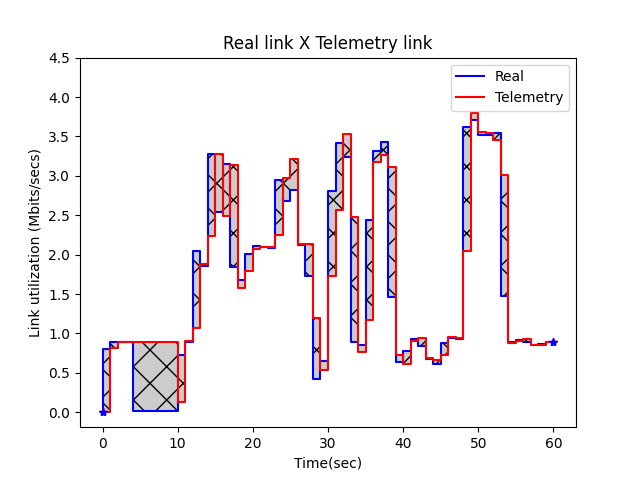 Real link X Telemetry link
Real
Telemetry
Link utilization (Mbits/secs)
4.5
4.0
3.5
3.0
2.5
2.0
1.5
1.0
0.5
0.0
0 10 20 30 40 50 60
Time(sec)